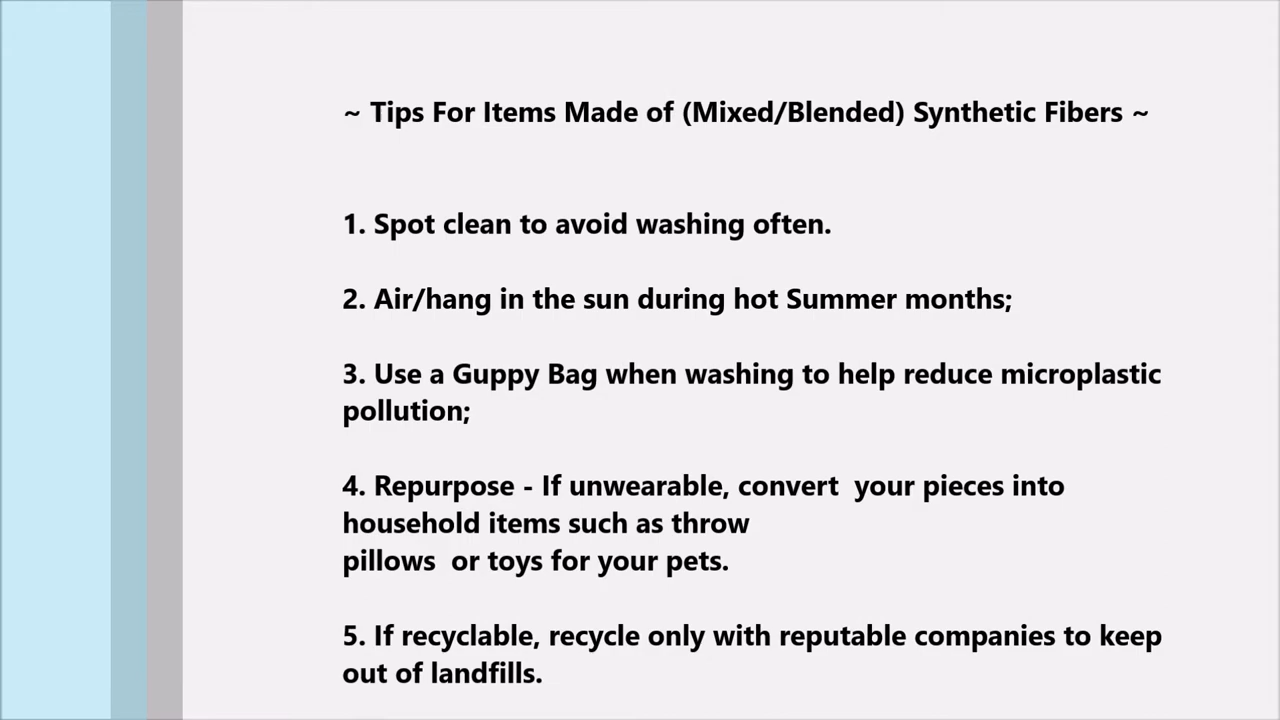 ~ Tips For Items Made of (Mixed/Blended) Synthetic Fibers ~
1. Spot clean to avoid washing often.
2. Air/hang in the sun during hot Summer months;
3. Use a Guppy Bag when washing to help reduce microplastic
pollution;
4. Repurpose - If unwearable, convert  your pieces into
household items such as throw
pillows  or toys for your pets.
5. If recyclable, recycle only with reputable companies to keep
out of landfills.